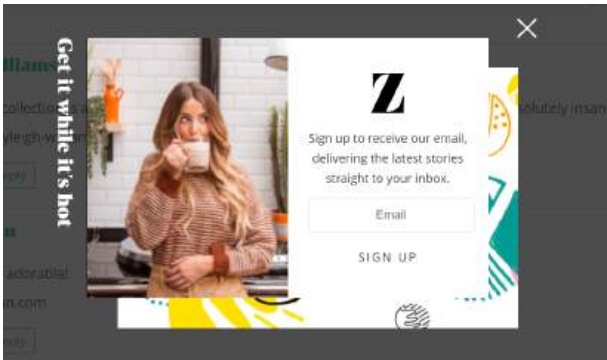 Get it while it's hot
Z
Sign up to receive our email,
delivering the latest stories
straight to your inbox.
Email
SIGN UP
adorable!